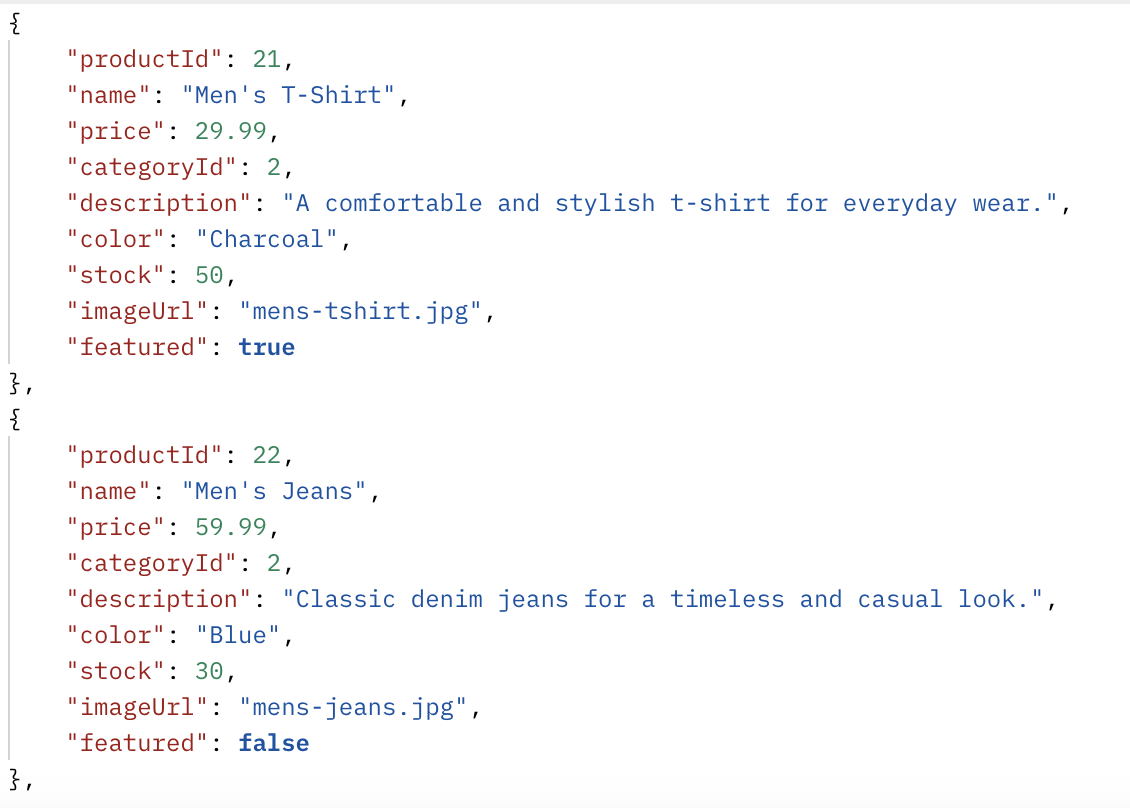 {
    "productId": 21,
    "name": "Men's T-Shirt",
    "price": 29.99,
    "categoryId": 2,
    "description": "A comfortable and stylish t-shirt for everyday wear.",
    "color": "Charcoal",
    "stock": 50,
    "imageUrl": "mens-tshirt.jpg",
    "featured": true
},
{
    "productId": 22,
    "name": "Men's Jeans",
    "price": 59.99,
    "categoryId": 2,
    "description": "Classic denim jeans for a timeless and casual look.",
    "color": "Blue",
    "stock": 30,
    "imageUrl": "mens-jeans.jpg",
    "featured": false
},